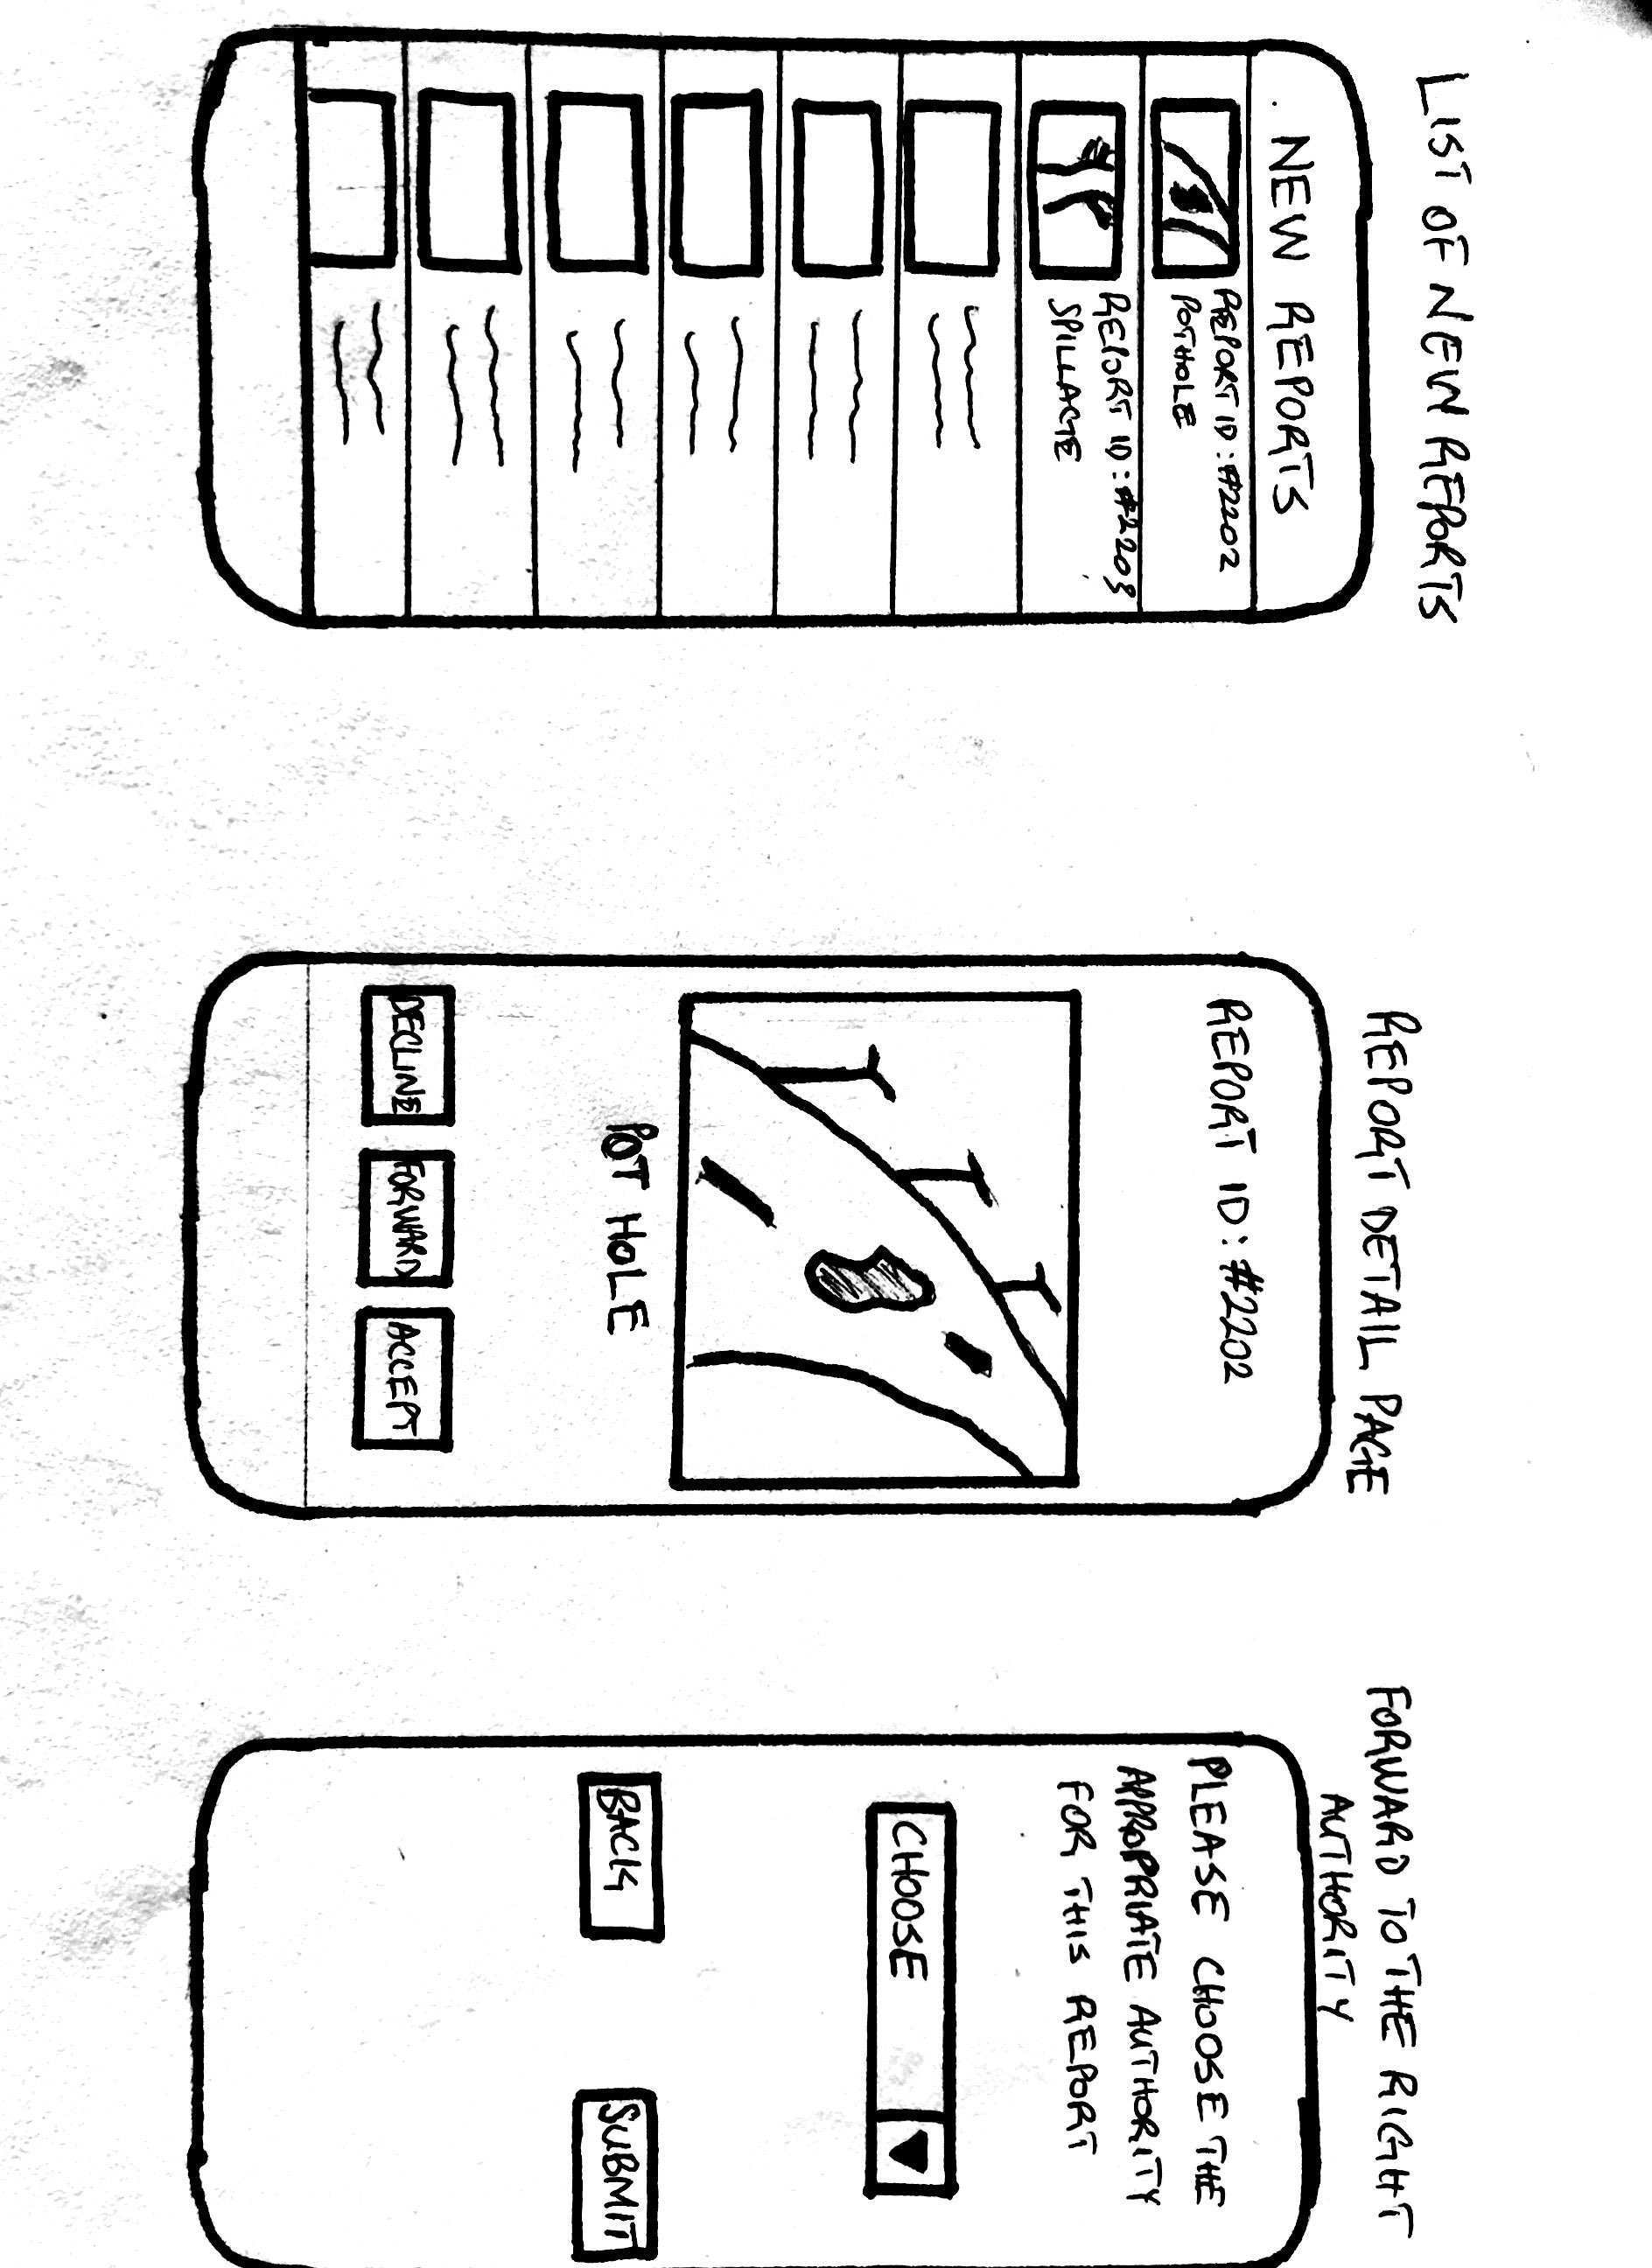 LIST OF NEW REPORTS
NEW REPORTS
REPORT ID: #2202
POTHOLE
REPORT ID: #2203
SPILLAGE
REPORT DETAIL PAGE
REPORT ID: #2202
POT HOLE
DECLINE
FORWARD
ACCEPT
FORWARD TO THE RIGHT
AUTHORITY
PLEASE CHOOSE THE
APPROPRIATE AUTHORITY
FOR THIS REPORT
CHOOSE
BACK
SUBMIT